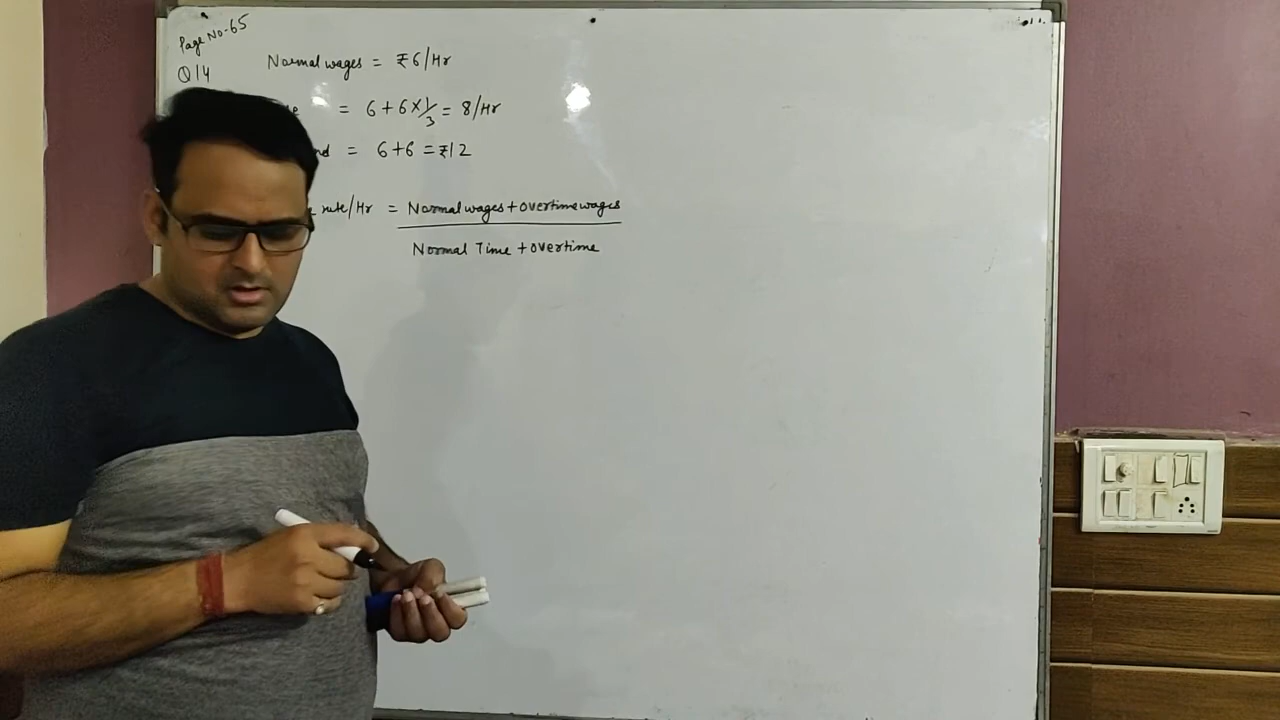 Page No-65
Q14
Normal wages = ₹6/Hr
= 6+6×1/3 = 8/Hr
= 6+6 = ₹12
rate/Hr = Normal wages + overtime wages
Normal Time + overtime